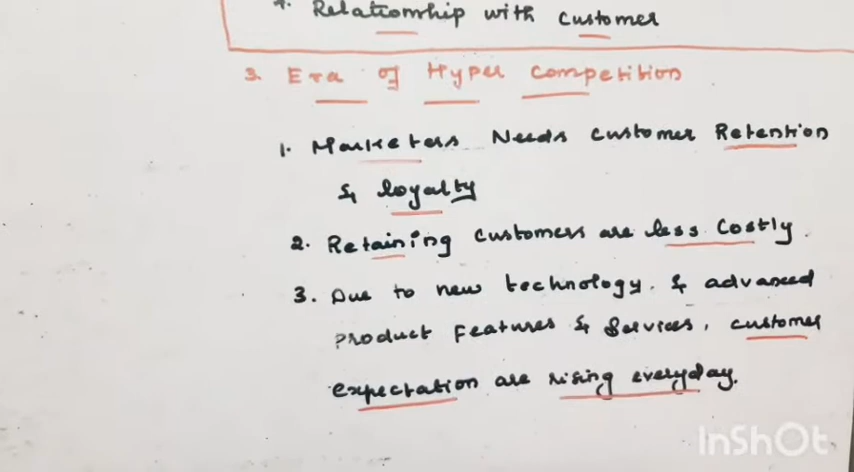 4. Relationship with customer
3. Era of Hyper Competition
1. Marketers Needs customer Retention
& loyalty
2. Retaining customers are less costly.
3. Due to new technology. & advanced
product features & services, customer
expectation are rising everyday.
InShOt